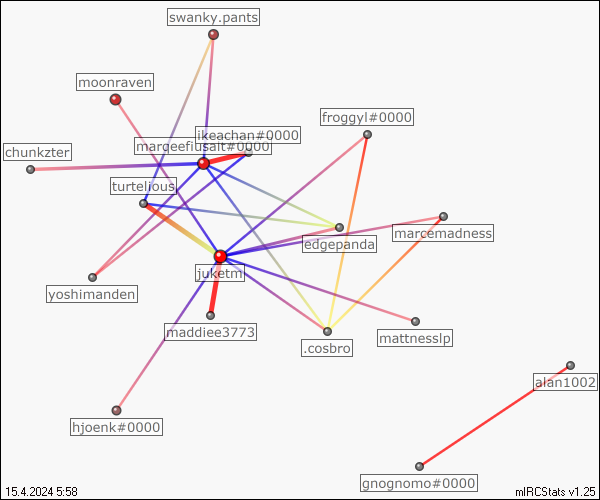 swanky.pants
moonraven
froggyl#0000
ikeachan#0000
marqeefiusalt#0000
chunkzter
turtelious
marcemadness
edgepanda
juketm
yoshimanden
maddiee3773
mattnesslp
.cosbro
alan1002
hjoenk#0000
gnognomo#0000
15.4.2024 5:58
mIRCStats v1.25